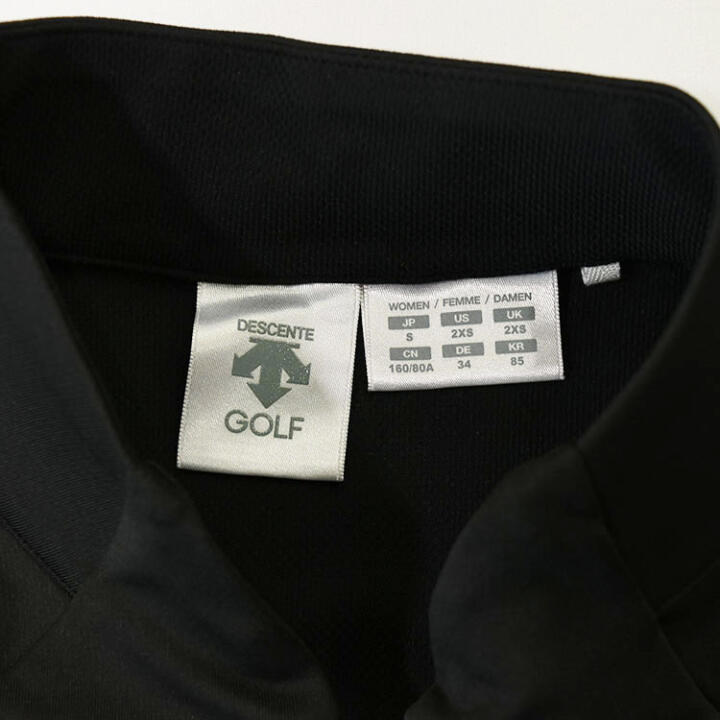 DESCENTE
GOLF
WOMEN / FEMME / DAMEN
JP US UK
S 2XS 2XS
CN DE KR
160/80A 34 85